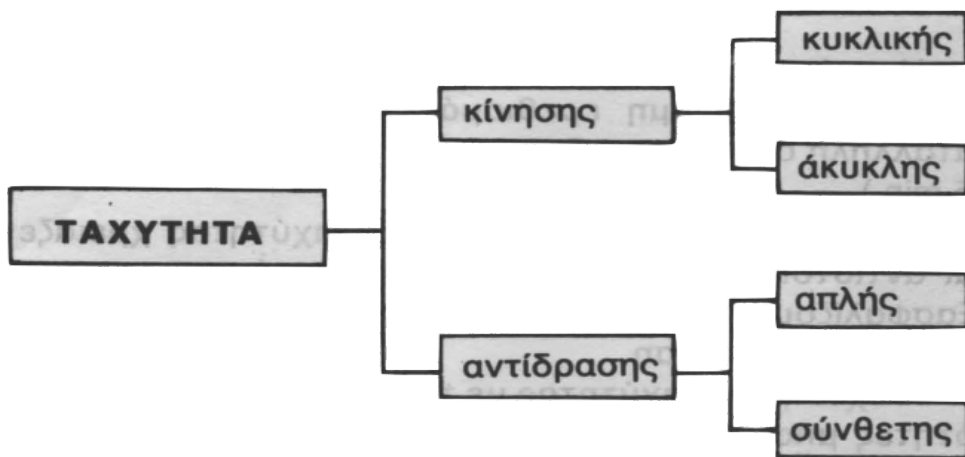 ΤΑΧΥΤΗΤΑ
κίνησης
κυκλικής
άκυκλης
αντίδρασης
απλής
σύνθετης